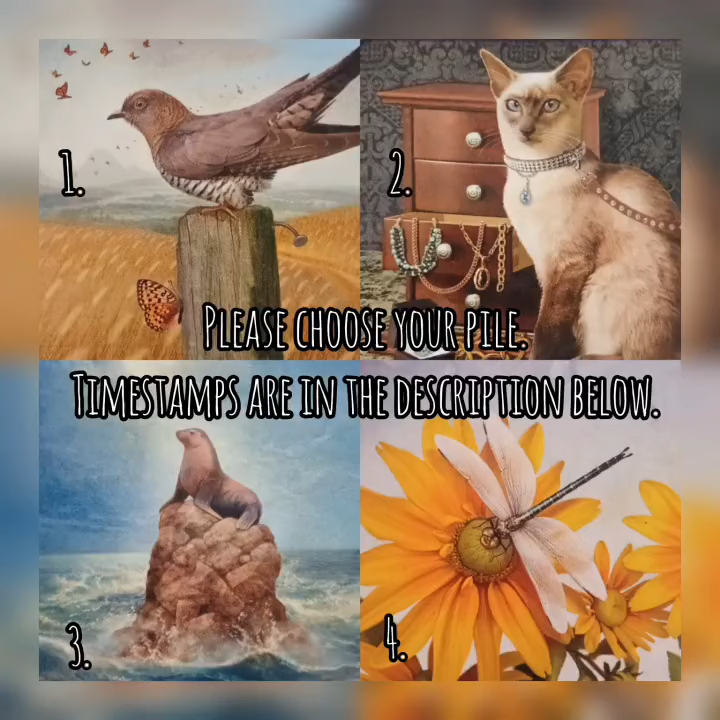 1.
2.
Please choose your pile.
Timestamps are in the description below.
3.
4.